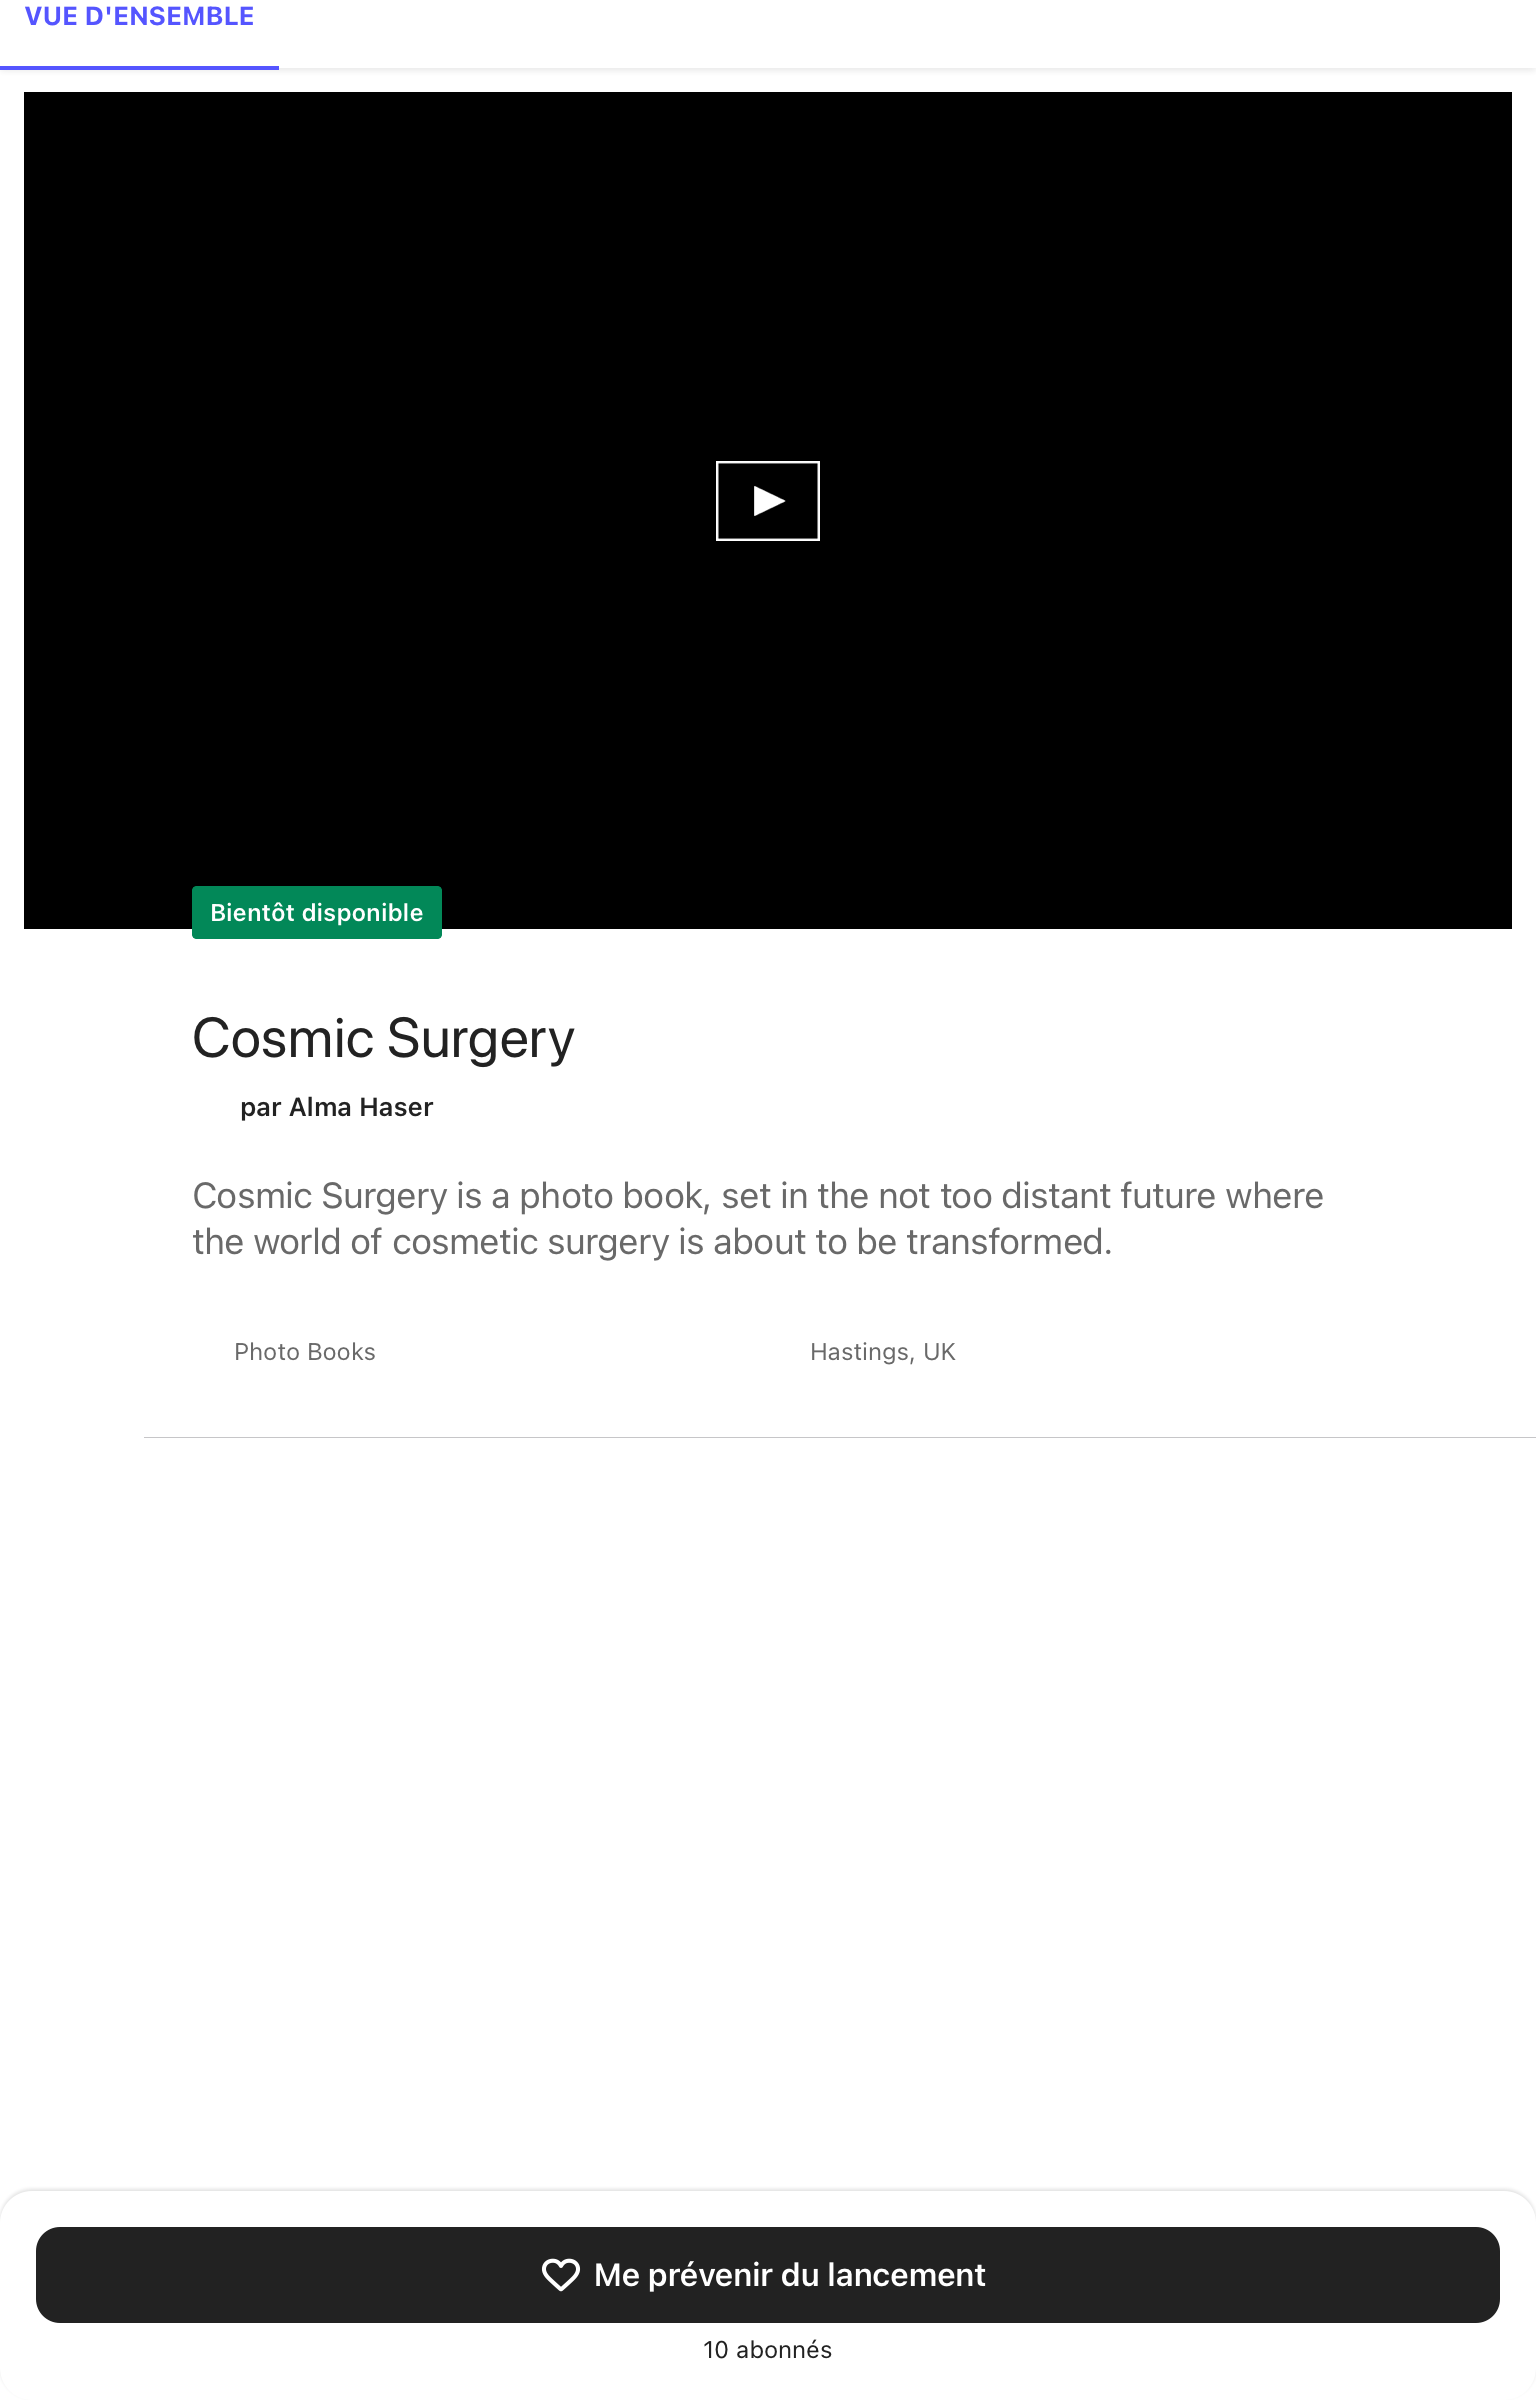 VUE D'ENSEMBLE
Bientôt disponible
Cosmic Surgery
par Alma Haser
Cosmic Surgery is a photo book, set in the not too distant future where
the world of cosmetic surgery is about to be transformed.
Photo Books
Hastings, UK
Me prévenir du lancement
10 abonnés